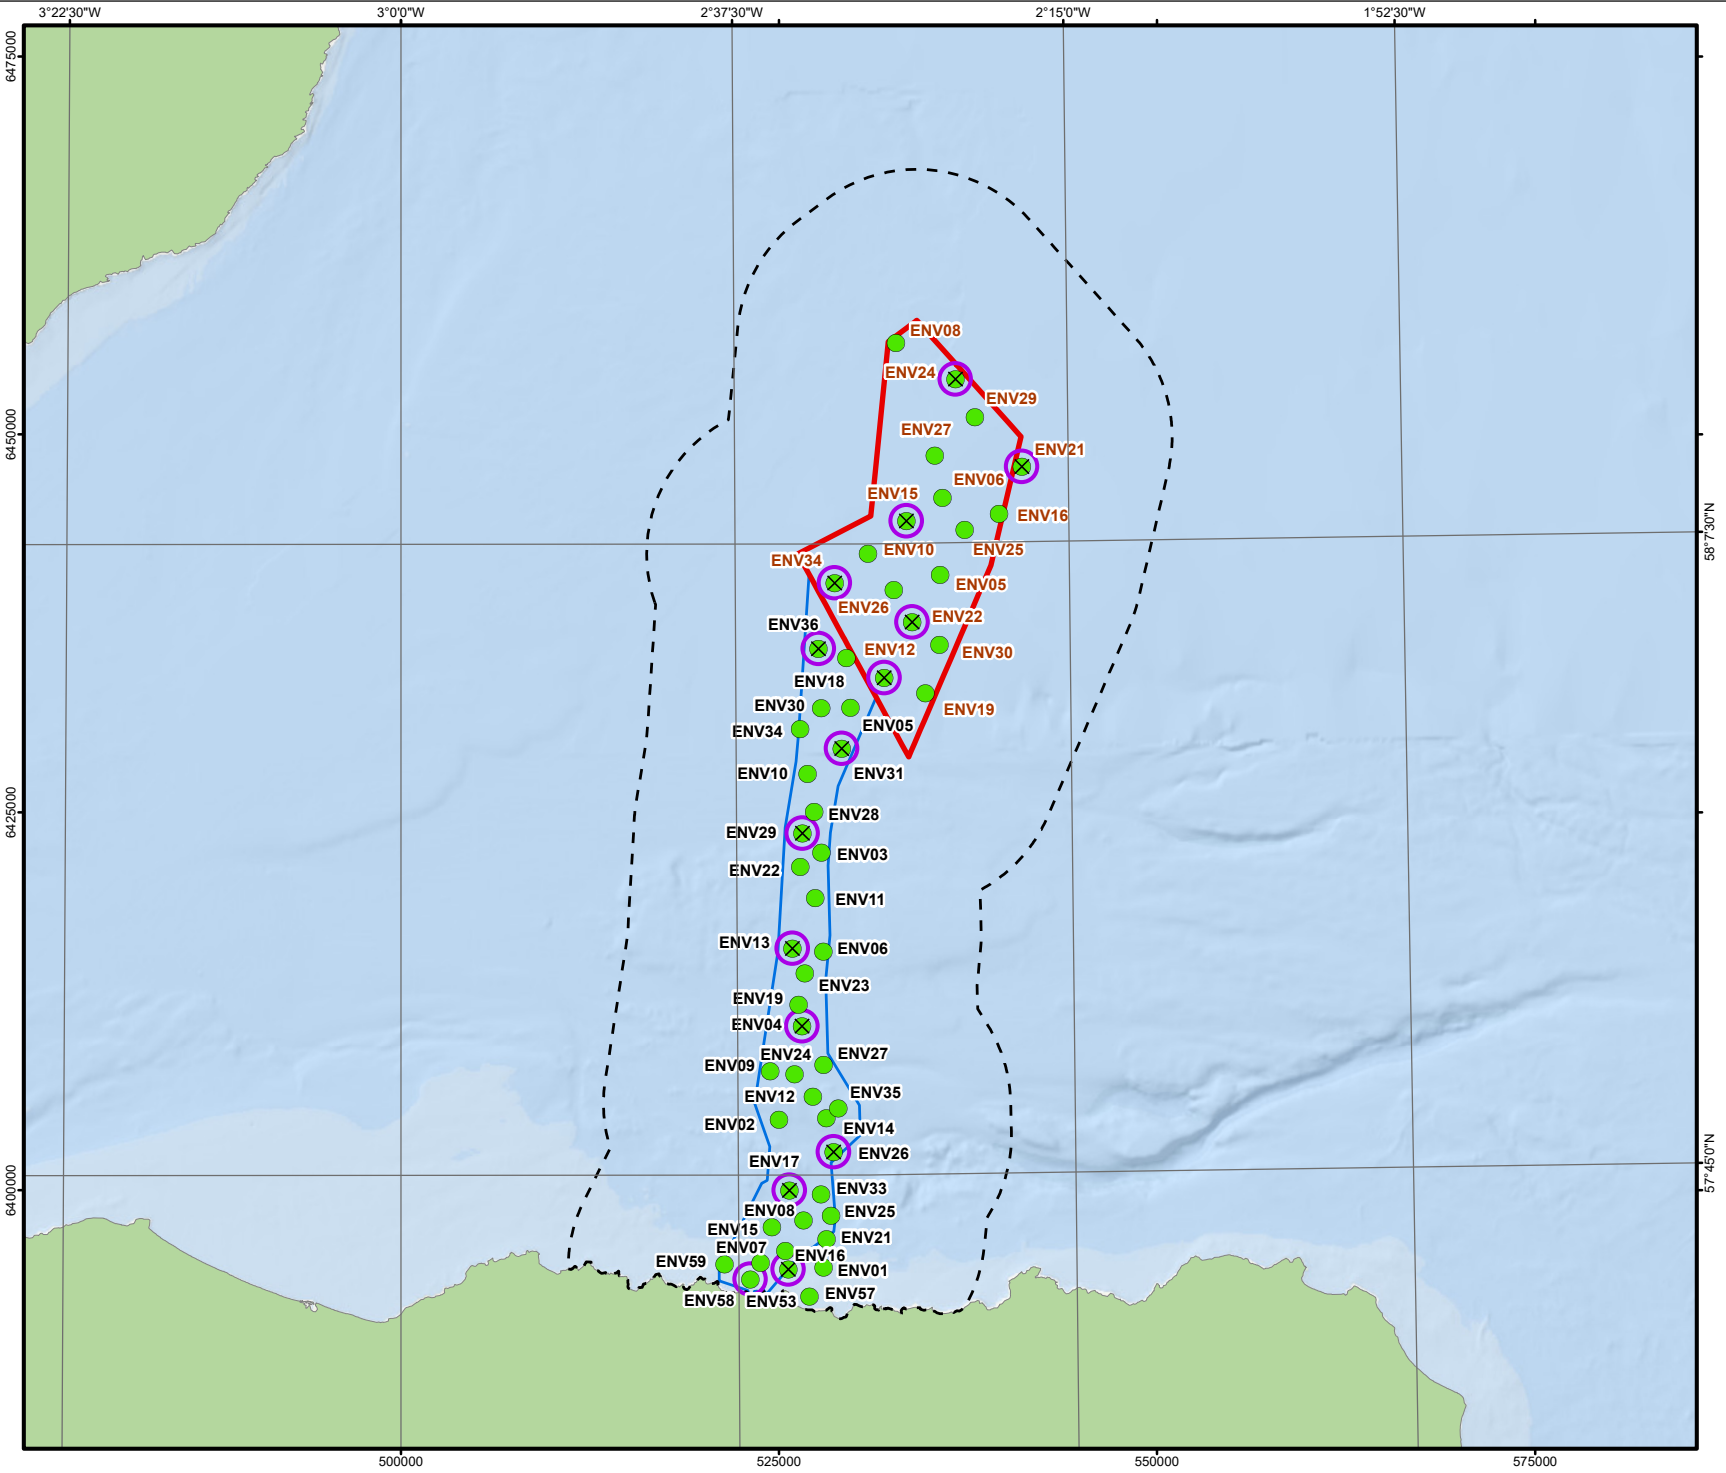 3°22'30"W 3°0'0"W 2°37'30"W 2°15'0"W 1°52'30"W
6475000
ENV08
ENV24
ENV29
ENV27
6450000
ENV21
ENV06
ENV15
ENV16
58°7'30"N
ENV10 ENV25
ENV34
ENV05
ENV26
ENV22
ENV36
ENV12 ENV30
ENV18
ENV30 ENV19
ENV05
ENV34
ENV10 ENV31
6425000
ENV28
ENV29
ENV03
ENV22
ENV11
ENV13 ENV06
ENV23
ENV19
ENV04
ENV24 ENV27
ENV09
ENV12 ENV35
ENV02
ENV14
ENV26
ENV17
57°45'0"N
6400000
ENV33
ENV08 ENV25
ENV15
ENV21
ENV07 ENV16
ENV59
ENV01
ENV58 ENV53 ENV57
500000 525000 550000 575000